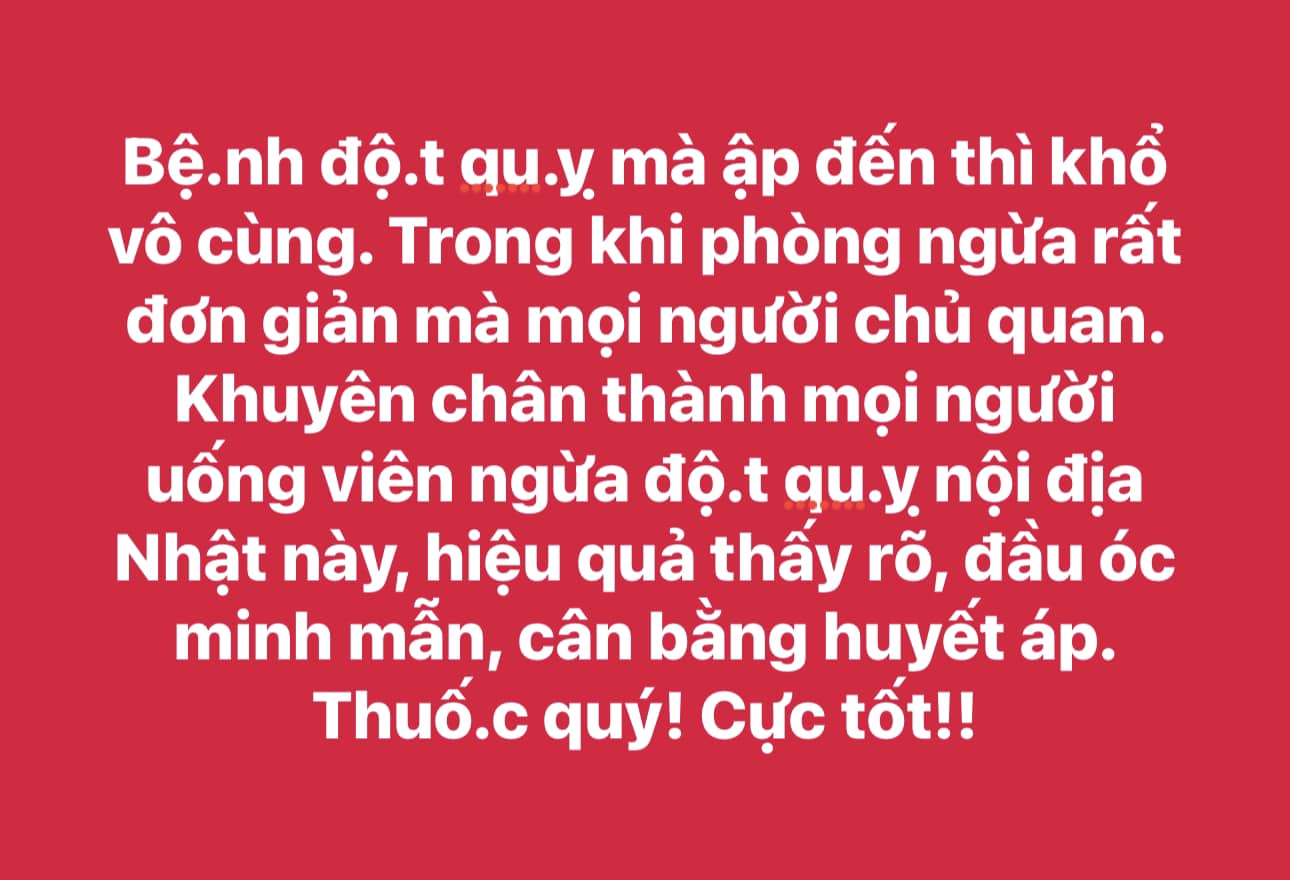 Bệ.nh độ.t qu.ỵ mà ập đến thì khổ
vô cùng. Trong khi phòng ngừa rất
đơn giản mà mọi người chủ quan.
Khuyên chân thành mọi người
uống viên ngừa độ.t qu.ỵ nội địa
Nhật này, hiệu quả thấy rõ, đầu óc
minh mẫn, cân bằng huyết áp.
Thuố.c quý! Cực tốt!!